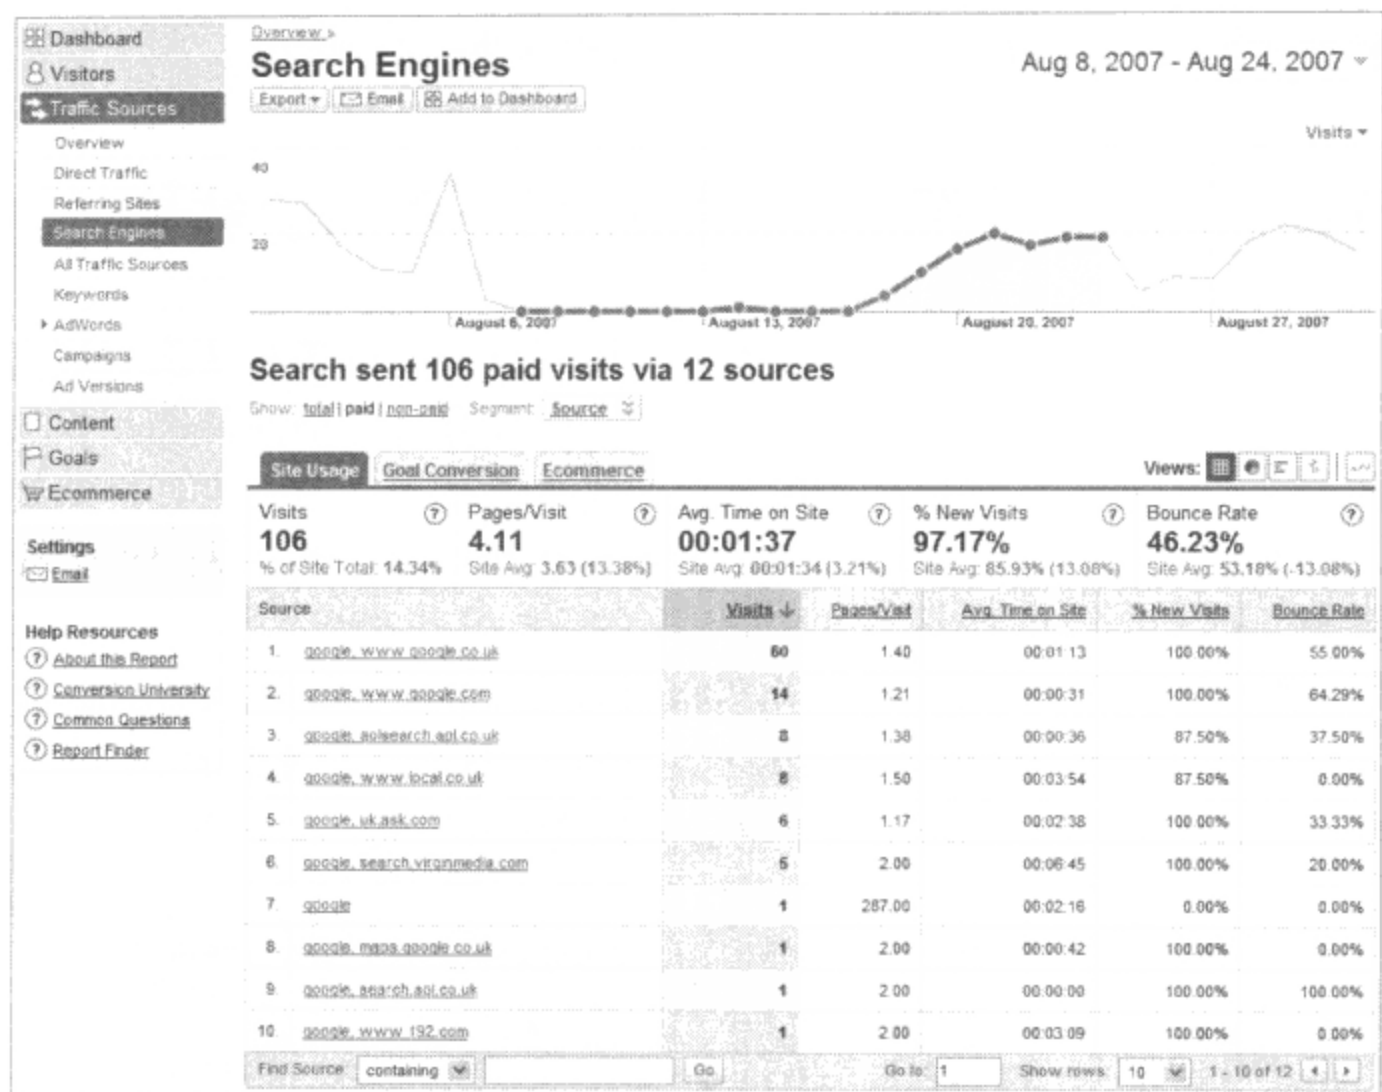 Dashboard
Visitors
Traffic Sources
Overview
Direct Traffic
Referring Sites
Search Engines
All Traffic Sources
Keywords
AdWords
Campaigns
Ad Versions
Content
Goals
Ecommerce
Settings
Email
Help Resources
About this Report
Conversion University
Common Questions
Report Finder
Overview »
Search Engines
Aug 8, 2007 - Aug 24, 2007
Export Email Add to Dashboard
Visits
40
20
August 6, 2007 August 13, 2007 August 20, 2007 August 27, 2007
Search sent 106 paid visits via 12 sources
Show: total | paid | non-paid Segment: Source
Site Usage Goal Conversion Ecommerce Views:
Visits ? Pages/Visit ? Avg. Time on Site ? % New Visits ? Bounce Rate ?
106 4.11 00:01:37 97.17% 46.23%
% of Site Total: 14.34% Site Avg: 3.63 (13.38%) Site Avg: 00:01:34 (3.21%) Site Avg: 85.93% (13.08%) Site Avg: 53.18% (-13.08%)
Source Visits Pages/Visit Avg. Time on Site % New Visits Bounce Rate
1. google, www.google.co.uk 60 1.40 00:01:13 100.00% 55.00%
2. google, www.google.com 14 1.21 00:00:31 100.00% 64.29%
3. google, aolsearch.aol.co.uk 8 1.38 00:00:36 87.50% 37.50%
4. google, www.local.co.uk 8 1.50 00:03:54 87.50% 0.00%
5. google, uk.ask.com 6 1.17 00:02:38 100.00% 33.33%
6. google, search.virginmedia.com 5 2.00 00:06:45 100.00% 20.00%
7. google 1 287.00 00:02:16 0.00% 0.00%
8. google, maps.google.co.uk 1 2.00 00:00:42 100.00% 0.00%
9. google, search.aol.co.uk 1 2.00 00:00:00 100.00% 100.00%
10. google, www.192.com 1 2.00 00:03:09 100.00% 0.00%
Find Source: containing Go Go to: 1 Show rows: 10 1 - 10 of 12